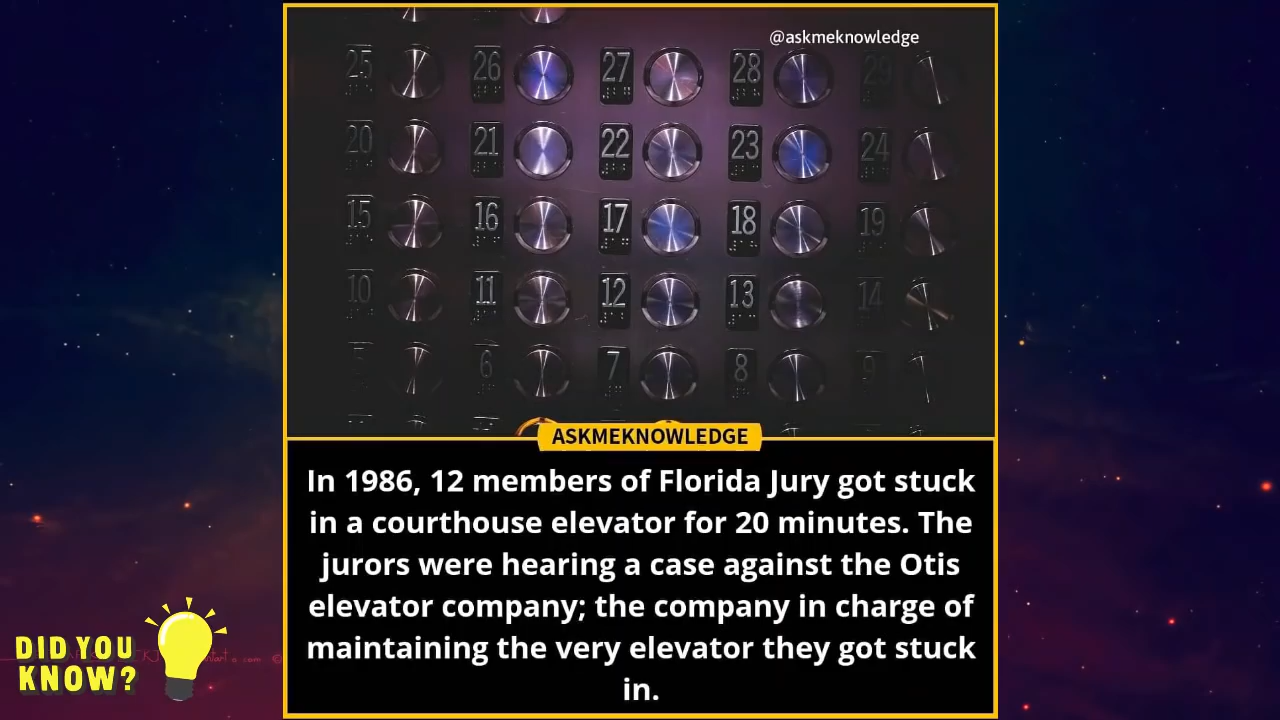 @askmeknowledge
25 26 27 28 29
20 21 22 23 24
15 16 17 18 19
10 11 12 13 14
6 7 8 9
ASKMEKNOWLEDGE
In 1986, 12 members of Florida Jury got stuck
in a courthouse elevator for 20 minutes. The
jurors were hearing a case against the Otis
elevator company; the company in charge of
maintaining the very elevator they got stuck
in.
DID YOU
KNOW?